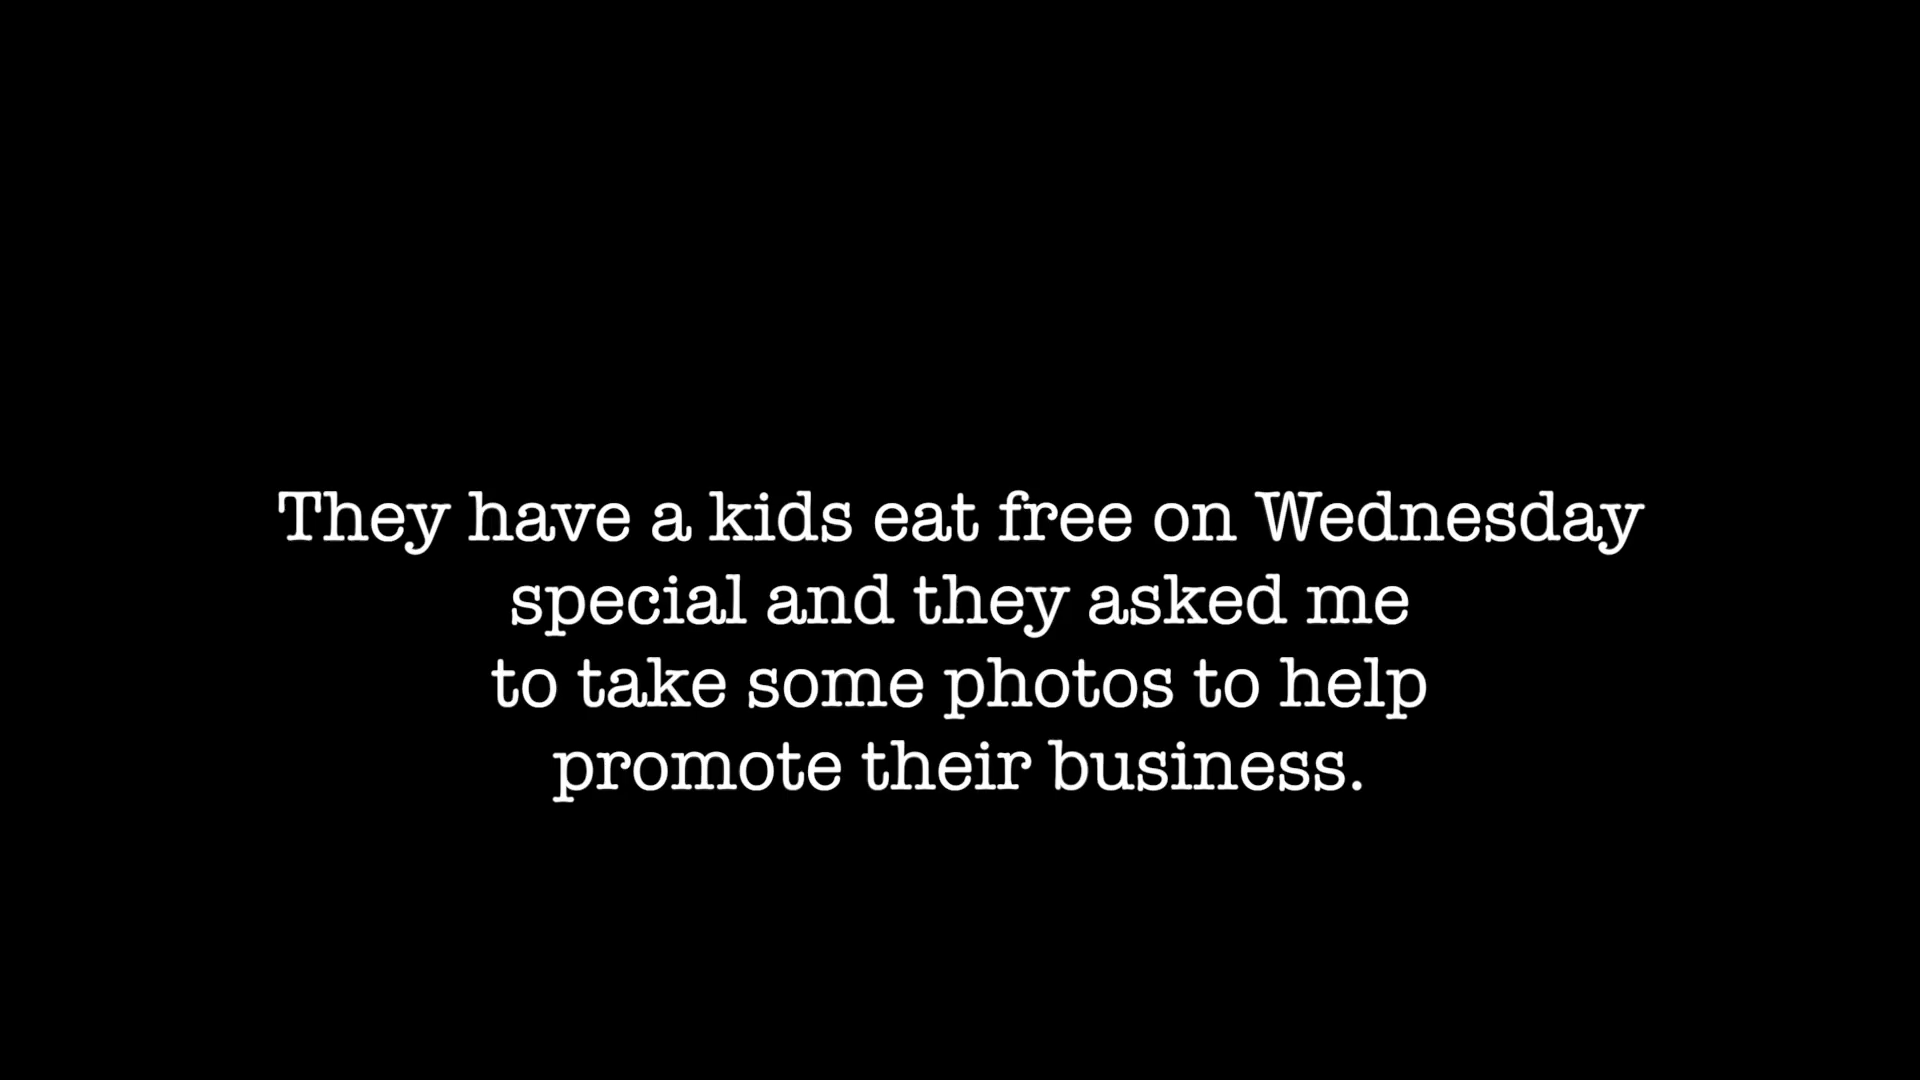 They have a kids eat free on Wednesday
special and they asked me
to take some photos to help
promote their business.